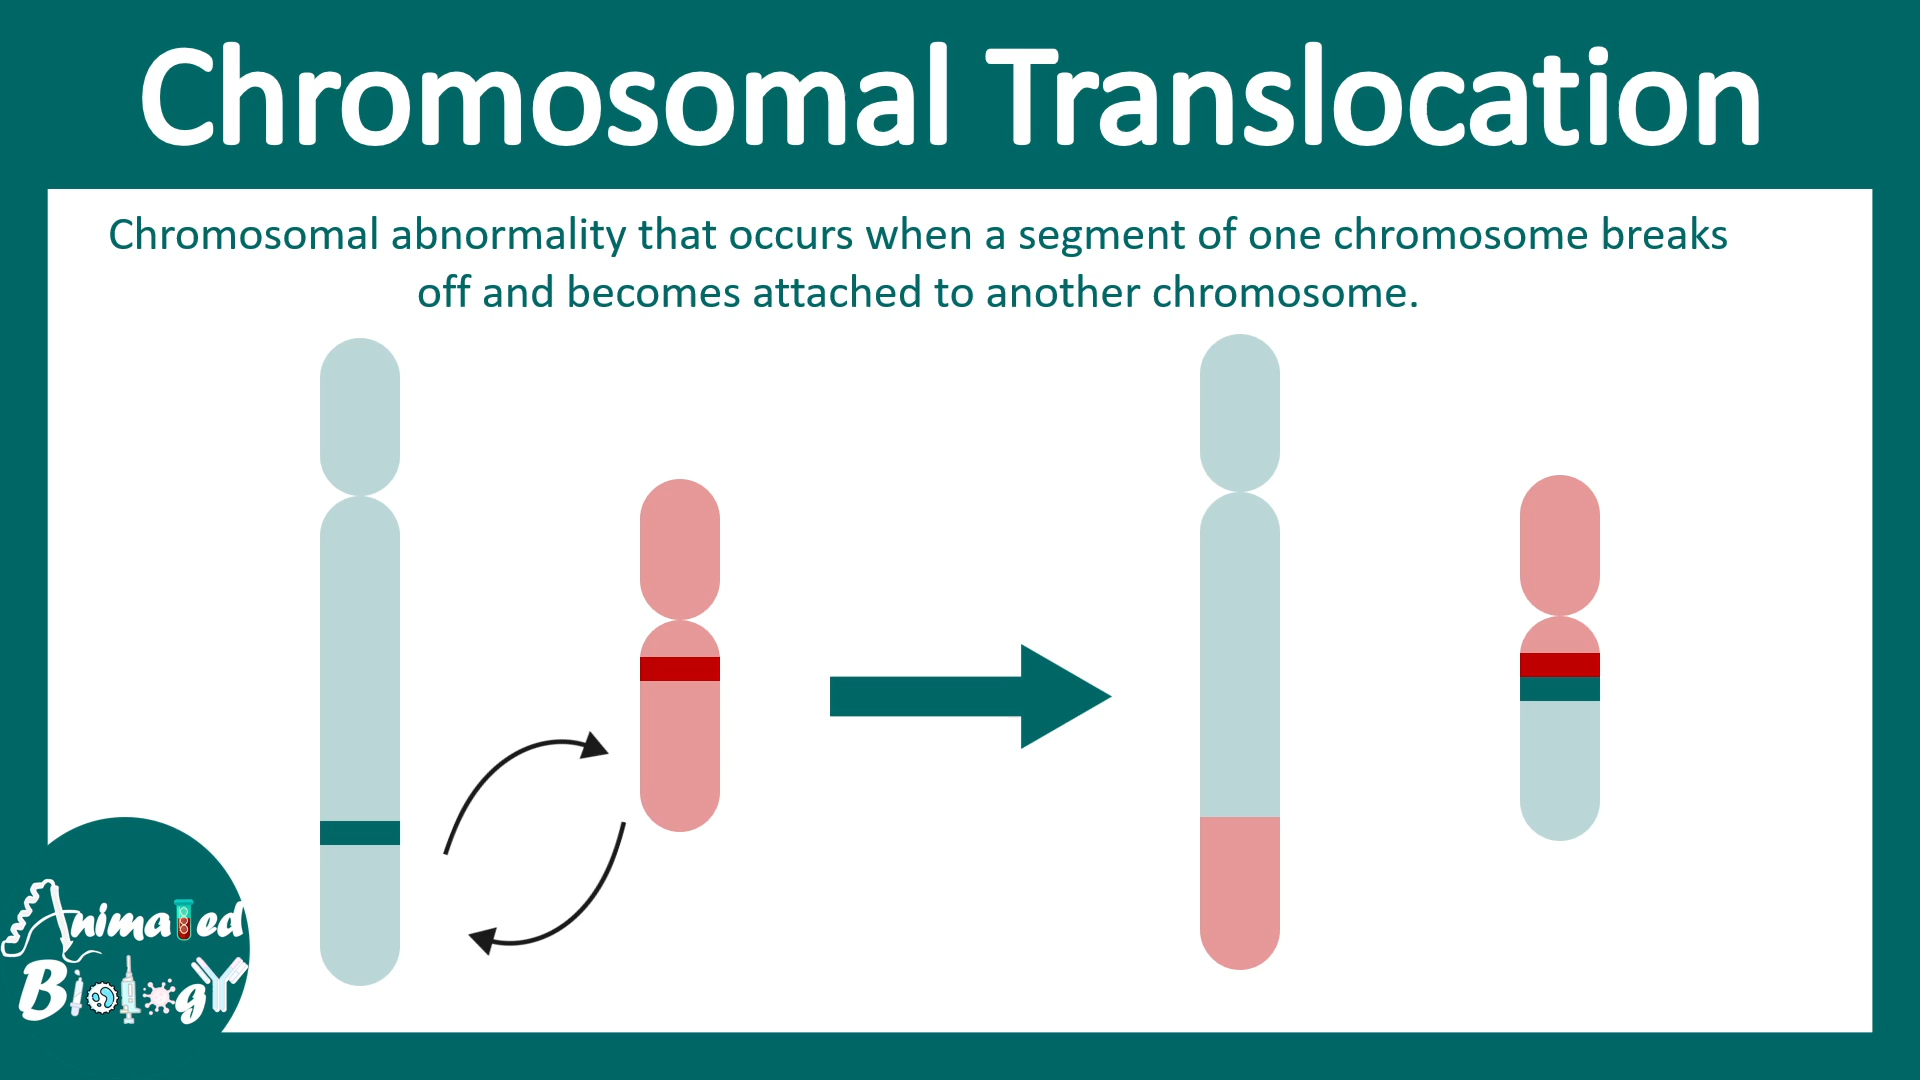 Chromosomal Translocation
Chromosomal abnormality that occurs when a segment of one chromosome breaks
off and becomes attached to another chromosome.
Animated
Biology